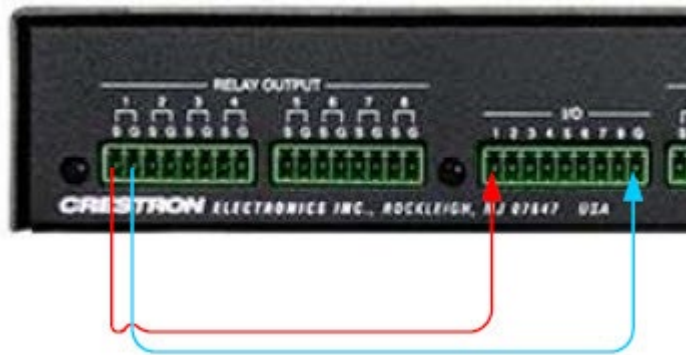 RELAY OUTPUT
1 2 3 4 5 6 7 8
S G S G S G S G S G S G S G S G
I/O
1 2 3 4 5 6 7 8 G
S
CRESTRON ELECTRONICS INC., ROCKLEIGH, NJ 07647 USA